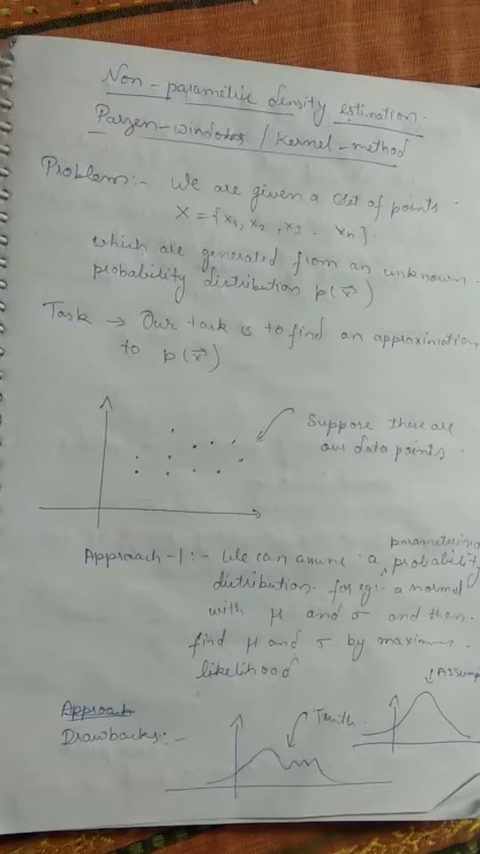 Non-parametric density estimation.
Parzen-windows / Kernel-method
Problem:- We are given a set of points.
X = {x1, x2, x3 - xn}.
which are generated from an unknown
probability distribution p(x⃗)
Task → Our task is to find an approximation
to p(x⃗)
Suppose these are
our data points.
Approach-1:- We can assume a parameterized probability
distribution for eg:- a normal
with μ and σ and then
find μ and σ by maximum
likelihood.
Approach
Drawbacks:-
Truth.